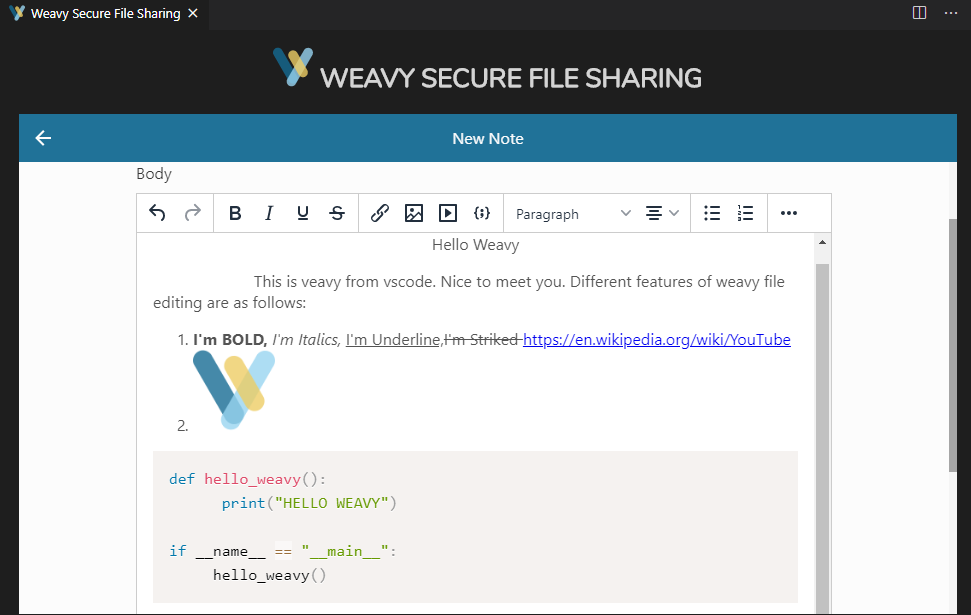 Weavy Secure File Sharing
WEAVY SECURE FILE SHARING
New Note
Body
B I U S Paragraph
Hello Weavy
This is veavy from vscode. Nice to meet you. Different features of weavy file
editing are as follows:
1. I'm BOLD, I'm Italics, I'm Underline,I'm Striked https://en.wikipedia.org/wiki/YouTube
2.
def hello_weavy():
print("HELLO WEAVY")
if __name__ == "__main__":
hello_weavy()